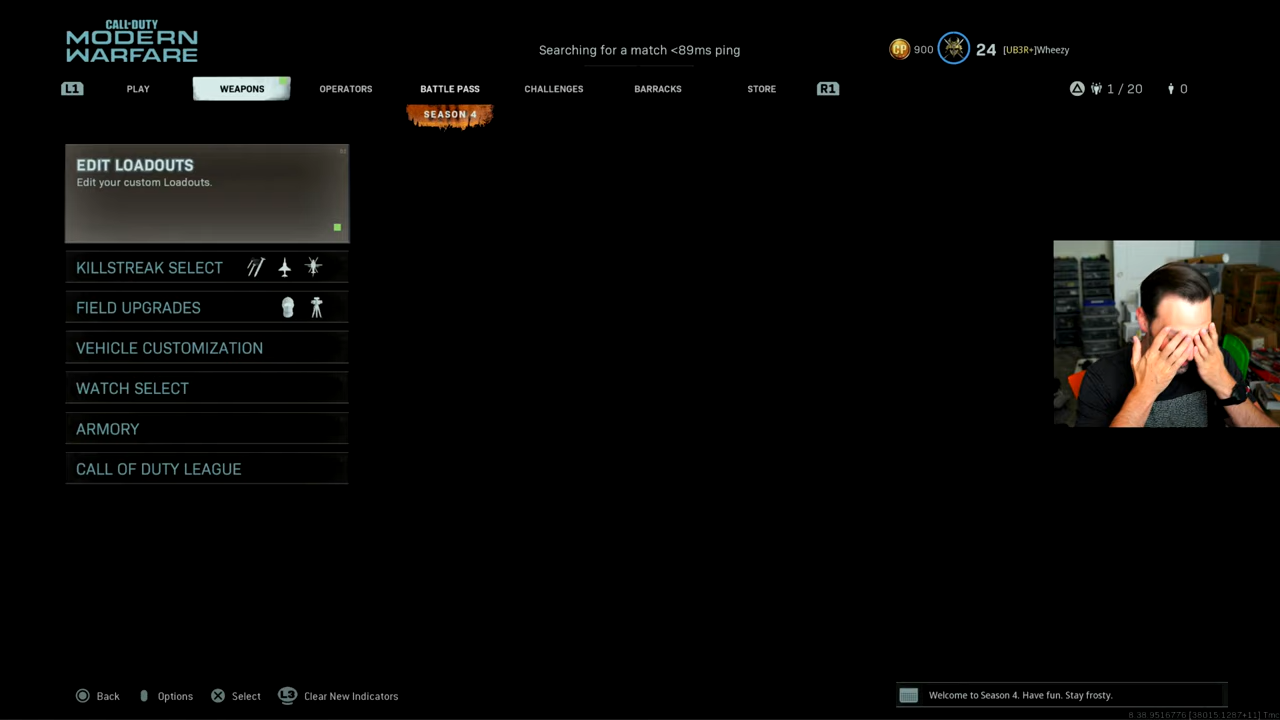 CALL OF DUTY
MODERN
WARFARE
Searching for a match <89ms ping
CP 900 24 [UB3R+]Wheezy
L1 PLAY WEAPONS OPERATORS BATTLE PASS CHALLENGES BARRACKS STORE R1 1 / 20 0
SEASON 4
EDIT LOADOUTS
Edit your custom Loadouts.
KILLSTREAK SELECT
FIELD UPGRADES
VEHICLE CUSTOMIZATION
WATCH SELECT
ARMORY
CALL OF DUTY LEAGUE
Back Options Select L3 Clear New Indicators
Welcome to Season 4. Have fun. Stay frosty.